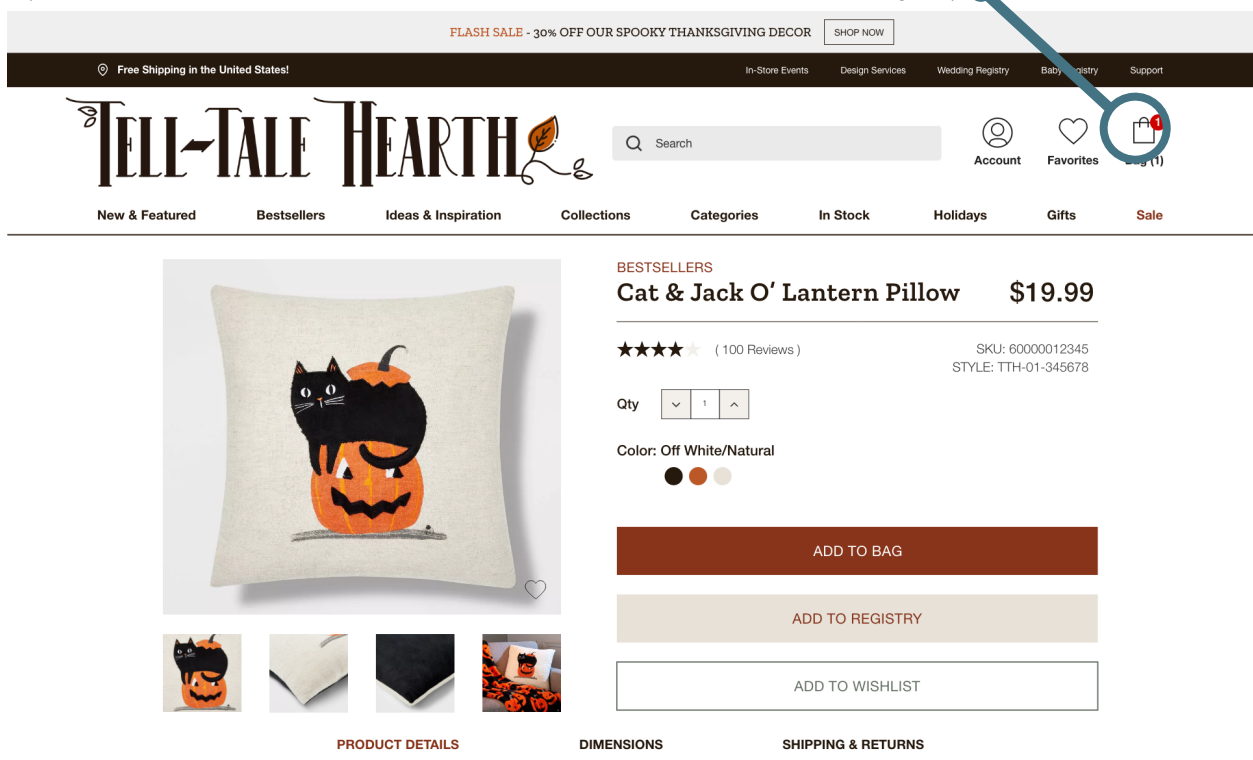 FLASH SALE - 30% OFF OUR SPOOKY THANKSGIVING DECOR SHOP NOW
Free Shipping in the United States! In-Store Events Design Services Wedding Registry Baby Registry Support
TELL-TALE HEARTH
Search
1
Account Favorites Bag (1)
New & Featured Bestsellers Ideas & Inspiration Collections Categories In Stock Holidays Gifts Sale
BESTSELLERS
Cat & Jack O' Lantern Pillow $19.99
( 100 Reviews ) SKU: 60000012345
STYLE: TTH-01-345678
Qty 1
Color: Off White/Natural
ADD TO BAG
ADD TO REGISTRY
ADD TO WISHLIST
PRODUCT DETAILS DIMENSIONS SHIPPING & RETURNS